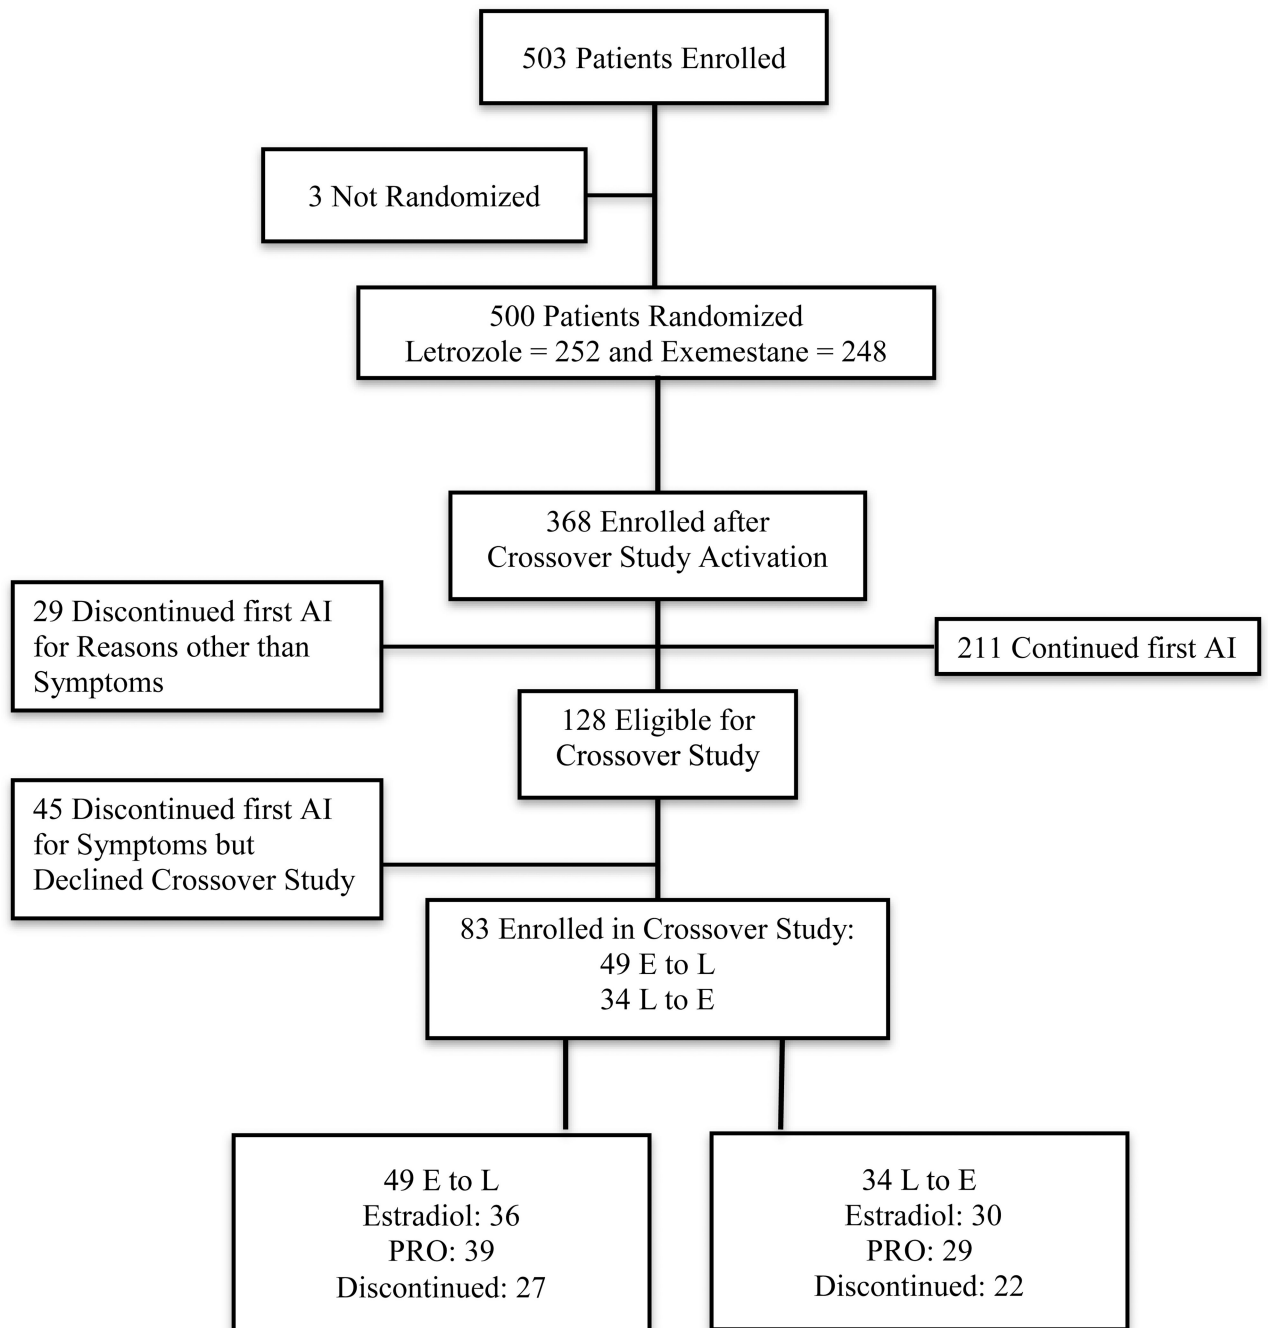 503 Patients Enrolled
3 Not Randomized
500 Patients Randomized
Letrozole = 252 and Exemestane = 248
368 Enrolled after
Crossover Study Activation
29 Discontinued first AI
for Reasons other than
Symptoms
211 Continued first AI
128 Eligible for
Crossover Study
45 Discontinued first AI
for Symptoms but
Declined Crossover Study
83 Enrolled in Crossover Study:
49 E to L
34 L to E
49 E to L
Estradiol: 36
PRO: 39
Discontinued: 27
34 L to E
Estradiol: 30
PRO: 29
Discontinued: 22